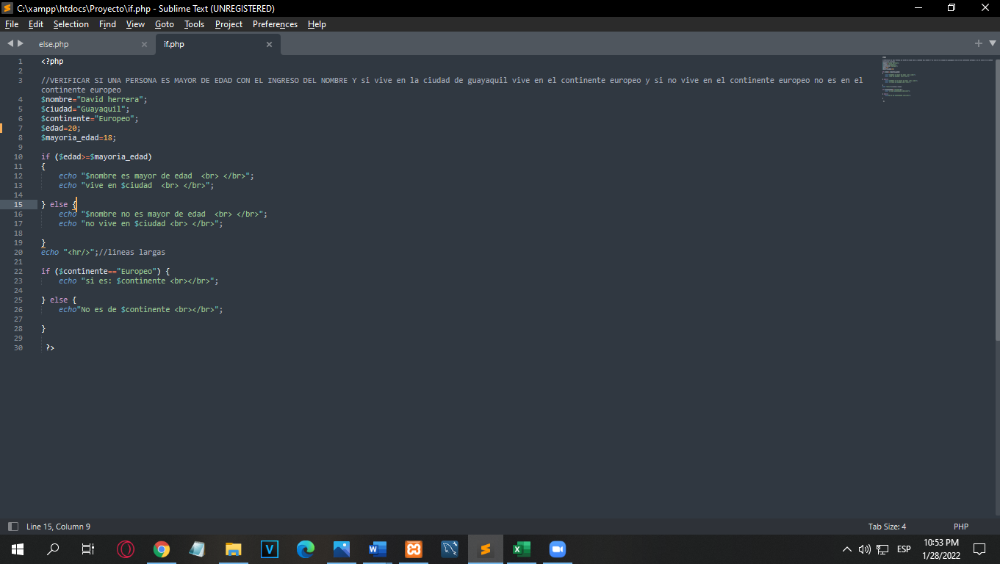 C:\xampp\htdocs\Proyecto\if.php - Sublime Text (UNREGISTERED)
File Edit Selection Find View Goto Tools Project Preferences Help
else.php × if.php ×
1 <?php
2
3 //VERIFICAR SI UNA PERSONA ES MAYOR DE EDAD CON EL INGRESO DEL NOMBRE Y si vive en la ciudad de guayaquil vive en el continente europeo y si no vive en el continente europeo no es en el
continente europeo
4 $nombre="David herrera";
5 $ciudad="Guayaquil";
6 $continente="Europeo";
7 $edad=20;
8 $mayoria_edad=18;
9
10 if ($edad>=$mayoria_edad)
11 {
12 echo "$nombre es mayor de edad  <br> </br>";
13 echo "vive en $ciudad  <br> </br>";
14
15 } else {
16 echo "$nombre no es mayor de edad  <br> </br>";
17 echo "no vive en $ciudad <br> </br>";
18
19 }
20 echo "<hr/>";//lineas largas
21
22 if ($continente=="Europeo") {
23 echo "si es: $continente <br></br>";
24
25 } else {
26 echo"No es de $continente <br></br>";
27
28 }
29
30 ?>
Line 15, Column 9 Tab Size: 4 PHP
ESP 10:53 PM
1/28/2022